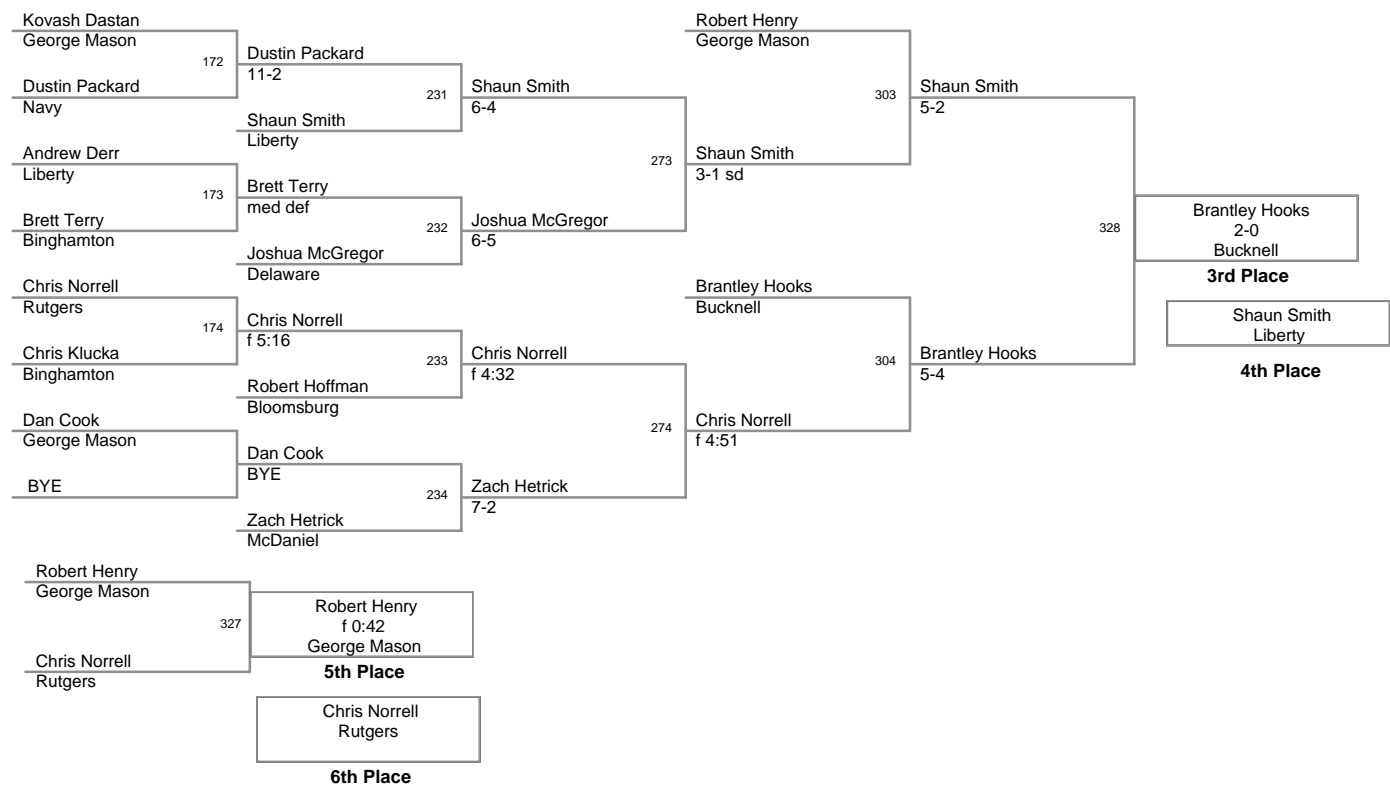 Kovash Dastan
George Mason
172
Dustin Packard
Navy
Dustin Packard
11-2
231
Shaun Smith
Liberty
Andrew Derr
Liberty
173
Brett Terry
Binghamton
Brett Terry
med def
232
Joshua McGregor
Delaware
Chris Norrell
Rutgers
174
Chris Klucka
Binghamton
Chris Norrell
f 5:16
233
Robert Hoffman
Bloomsburg
Dan Cook
George Mason
BYE
Dan Cook
BYE
234
Zach Hetrick
McDaniel
Shaun Smith
6-4
273
Joshua McGregor
6-5
Chris Norrell
f 4:32
274
Zach Hetrick
7-2
Robert Henry
George Mason
303
Shaun Smith
3-1 sd
Brantley Hooks
Bucknell
304
Chris Norrell
f 4:51
Shaun Smith
5-2
328
Brantley Hooks
5-4
Brantley Hooks
2-0
Bucknell
3rd Place
Shaun Smith
Liberty
4th Place
Robert Henry
George Mason
327
Chris Norrell
Rutgers
Robert Henry
f 0:42
George Mason
5th Place
Chris Norrell
Rutgers
6th Place